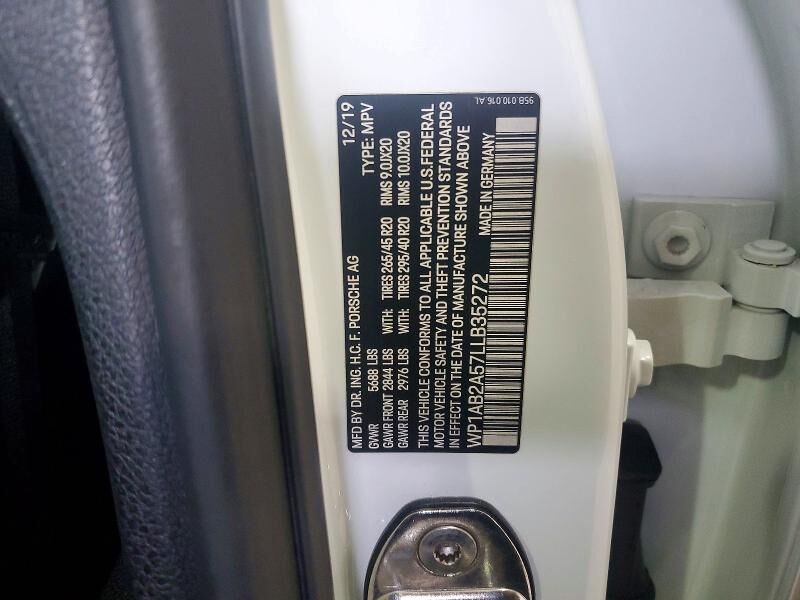 MFD BY DR. ING. H.C. F. PORSCHE AG 12/19
GVWR 5688 LBS TYPE: MPV
GAWR FRONT 2844 LBS WITH: TIRES 265/45 R20 RIMS 9.0JX20
GAWR REAR 2976 LBS WITH: TIRES 295/40 R20 RIMS 10.0JX20
THIS VEHICLE CONFORMS TO ALL APPLICABLE U.S.FEDERAL
MOTOR VEHICLE SAFETY AND THEFT PREVENTION STANDARDS
IN EFFECT ON THE DATE OF MANUFACTURE SHOWN ABOVE
WP1AB2A57LLB35272 MADE IN GERMANY
95B.010.016.AL